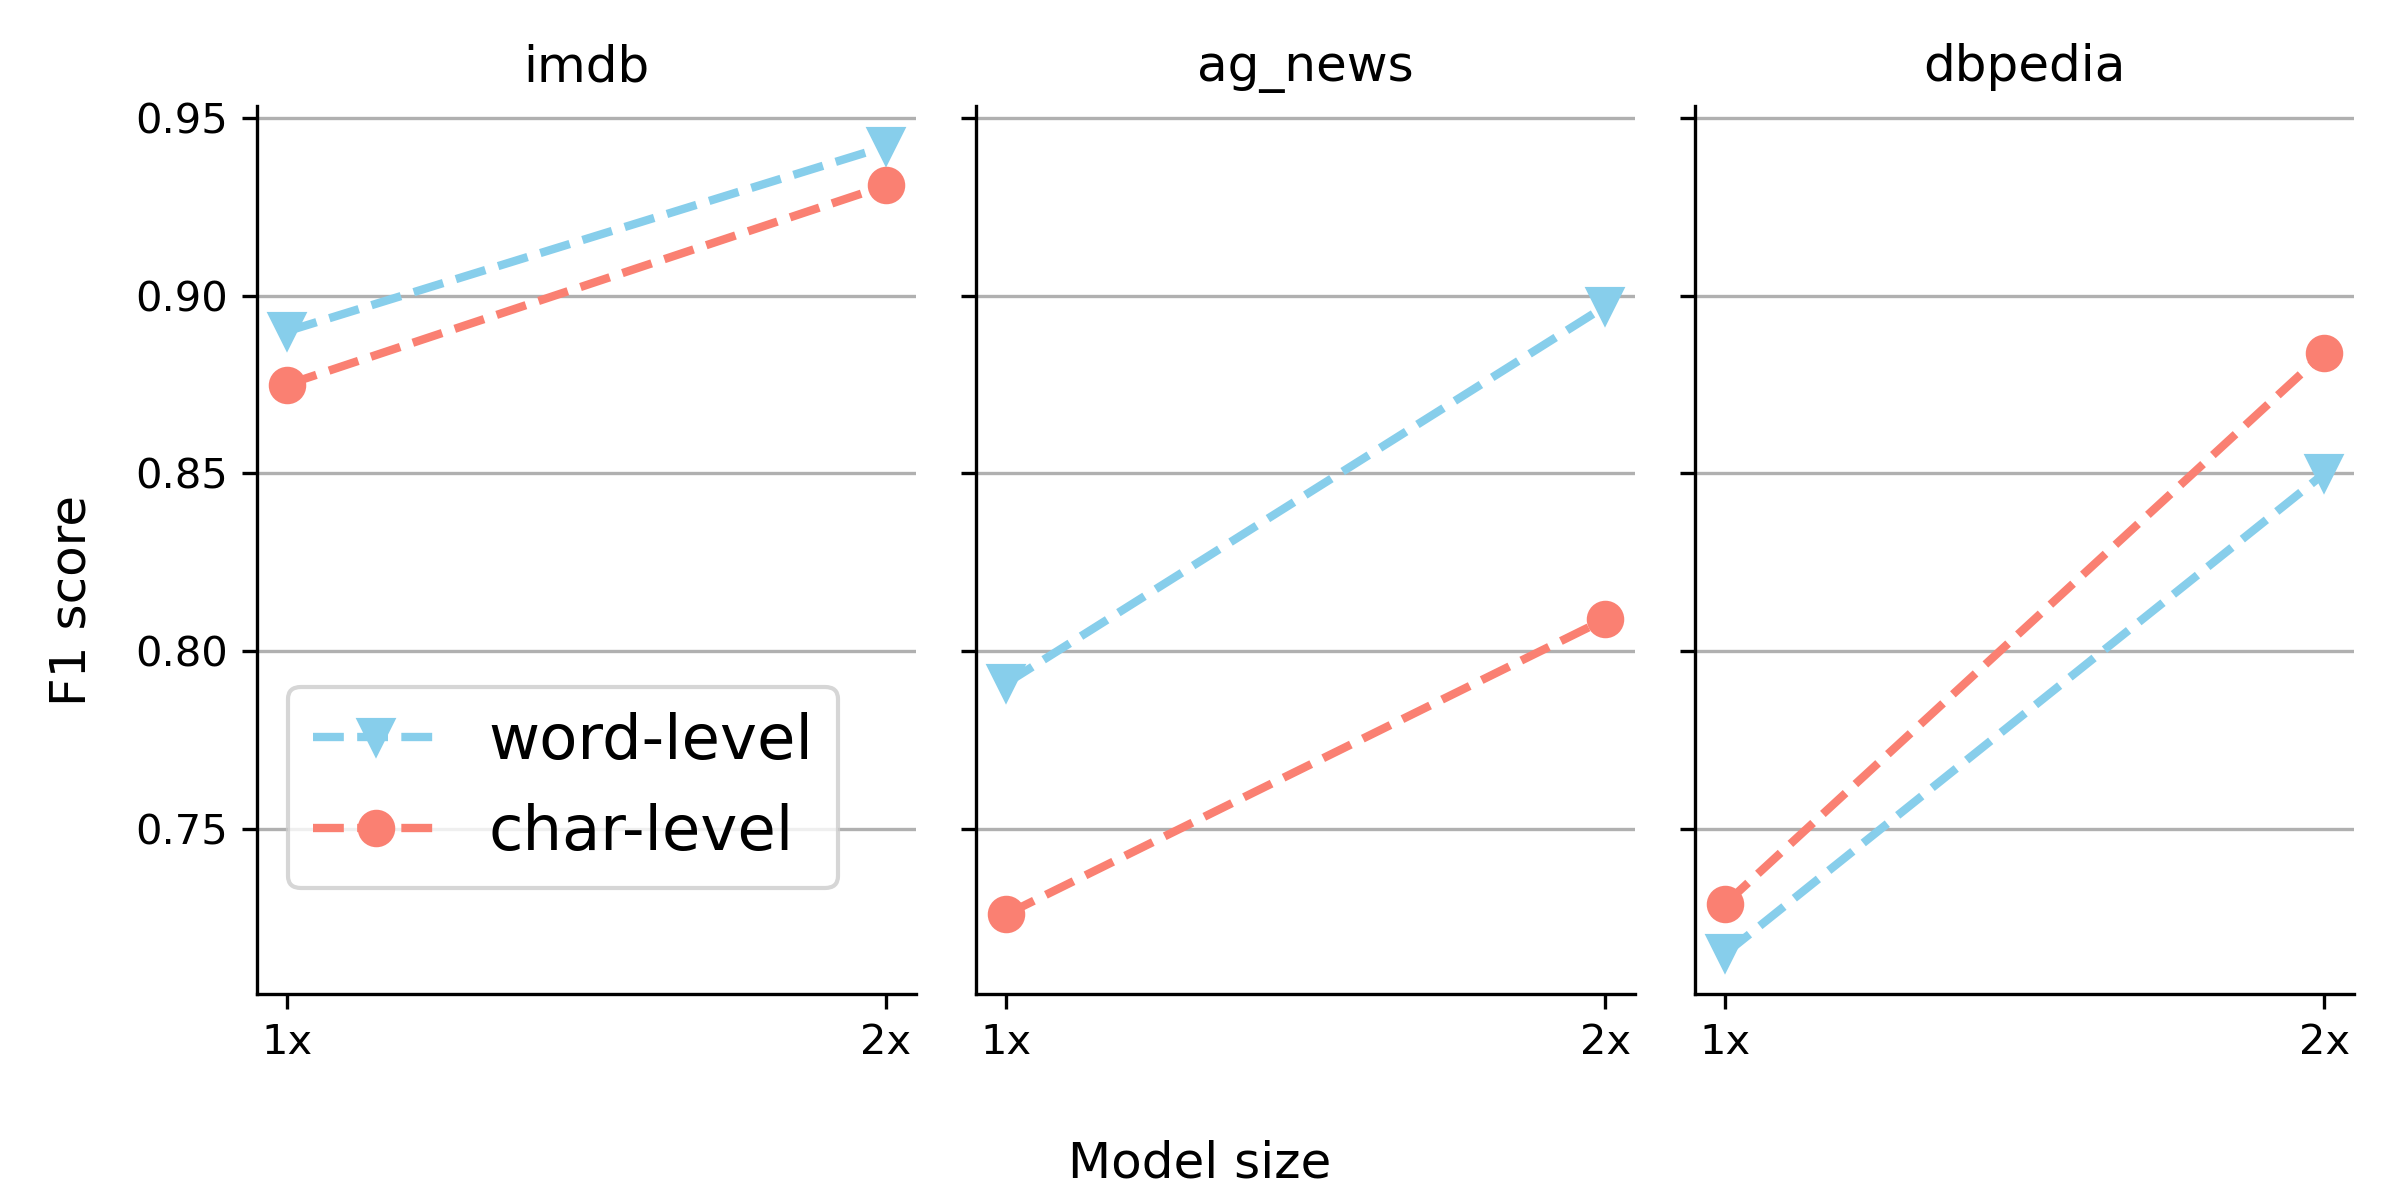 imdb
ag_news
dbpedia
0.95
0.90
0.85
0.80
0.75
F1 score
word-level
char-level
1x
2x
1x
2x
1x
2x
Model size